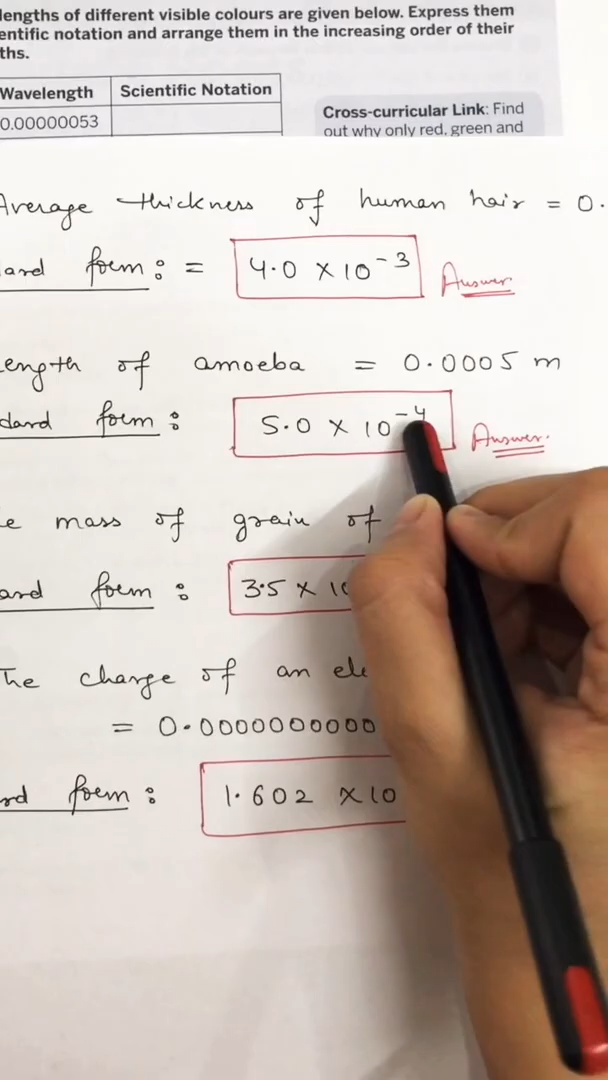 lengths of different visible colours are given below. Express them
entific notation and arrange them in the increasing order of their
ths.
Wavelength Scientific Notation
0.00000053
Cross-curricular Link: Find
out why only red, green and
Average thickness of human hair = 0.
ard form: = 4.0 × 10⁻³ Answer
ength of amoeba = 0.0005 m
dard form: 5.0 × 10⁻⁴ Answer.
e mass of grain of
ard form: 3.5 × 10
The charge of an ele
= 0.0000000000
rd form: 1.602 × 10